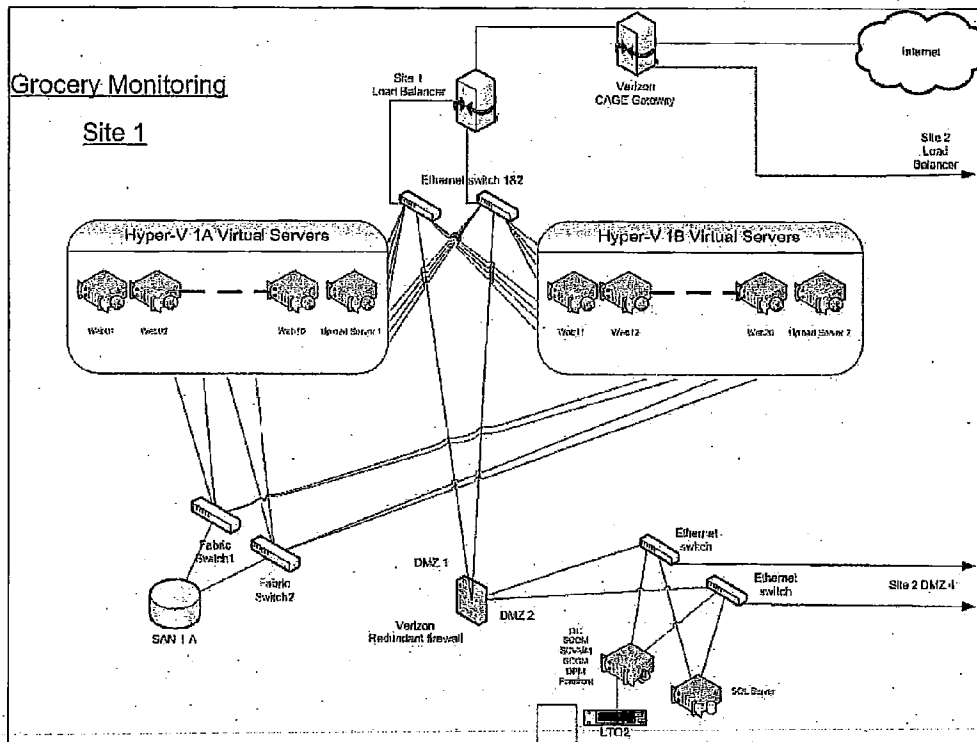 Grocery Monitoring
Site 1
Site 1
Load Balancer
Verizon
CAGE Gateway
Internet
Site 2
Load
Balancer
Ethernet switch 1&2
Hyper-V 1A Virtual Servers
Web01
Web02
Web10
Upload Server 1
Hyper-V 1B Virtual Servers
Web11
Web12
Web20
Upload Server 2
Fabric
Switch1
Fabric
Switch2
SAN 1 A
DMZ 1
DMZ 2
Verizon
Redundant firewall
Ethernet
switch
Ethernet
switch
Site 2 DMZ 4
SCOM
DPM
SQL Server
LTO2